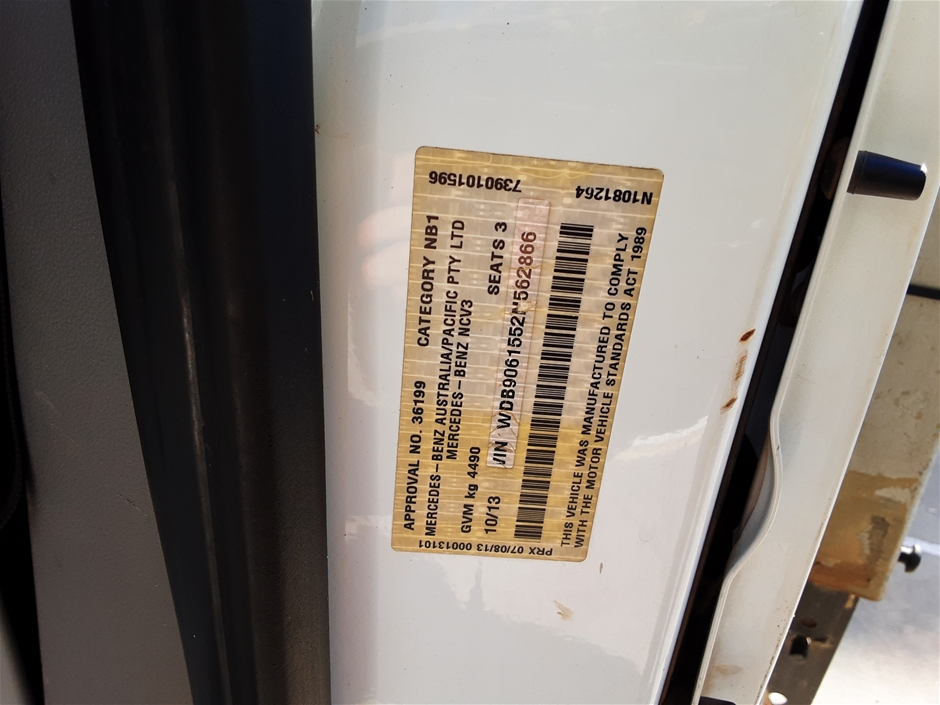 APPROVAL NO. 36199 CATEGORY NB1
MERCEDES-BENZ AUSTRALIA/PACIFIC PTY LTD
MERCEDES-BENZ NCV3
GVM kg 4490
10/13 SEATS 3
VIN WDB9061552N562866
THIS VEHICLE WAS MANUFACTURED TO COMPLY
WITH THE MOTOR VEHICLE STANDARDS ACT 1989
PRX 07/08/13 00013101
7390101596
N1081264